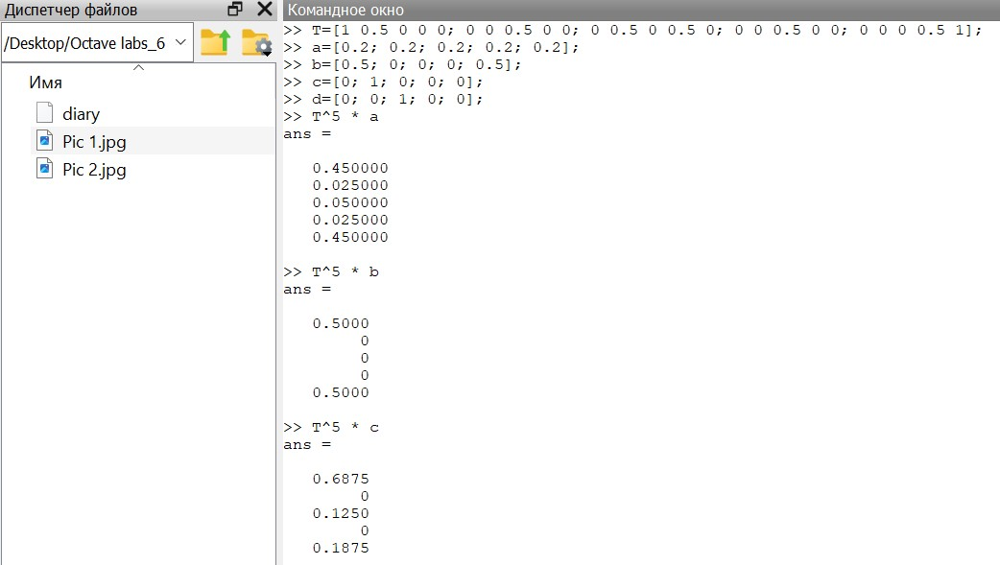 Диспетчер файлов
/Desktop/Octave labs_6
Имя
diary
Pic 1.jpg
Pic 2.jpg
Командное окно
>> T=[1 0.5 0 0 0; 0 0 0.5 0 0; 0 0.5 0 0.5 0; 0 0 0.5 0 0; 0 0 0 0.5 1];
>> a=[0.2; 0.2; 0.2; 0.2; 0.2];
>> b=[0.5; 0; 0; 0; 0.5];
>> c=[0; 1; 0; 0; 0];
>> d=[0; 0; 1; 0; 0];
>> T^5 * a
ans =
0.450000
0.025000
0.050000
0.025000
0.450000
>> T^5 * b
ans =
0.5000
0
0
0
0.5000
>> T^5 * c
ans =
0.6875
0
0.1250
0
0.1875